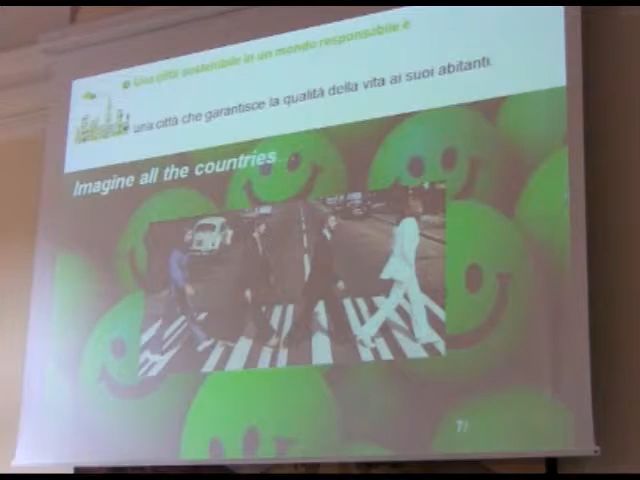 Una città sostenibile in un mondo responsabile è
una città che garantisce la qualità della vita ai suoi abitanti.
Imagine all the countries...
7